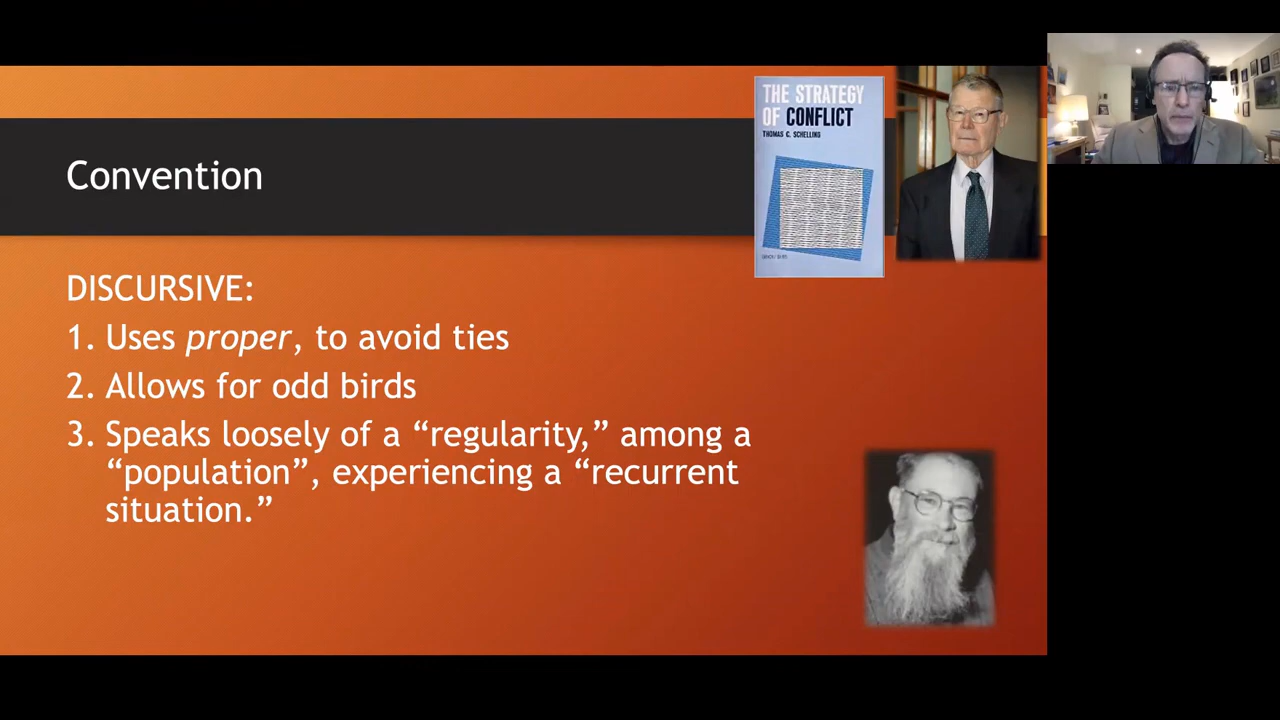 THE STRATEGY
OF CONFLICT
THOMAS C. SCHELLING
Convention
DISCURSIVE:
1. Uses proper, to avoid ties
2. Allows for odd birds
3. Speaks loosely of a “regularity,” among a
“population”, experiencing a “recurrent
situation.”